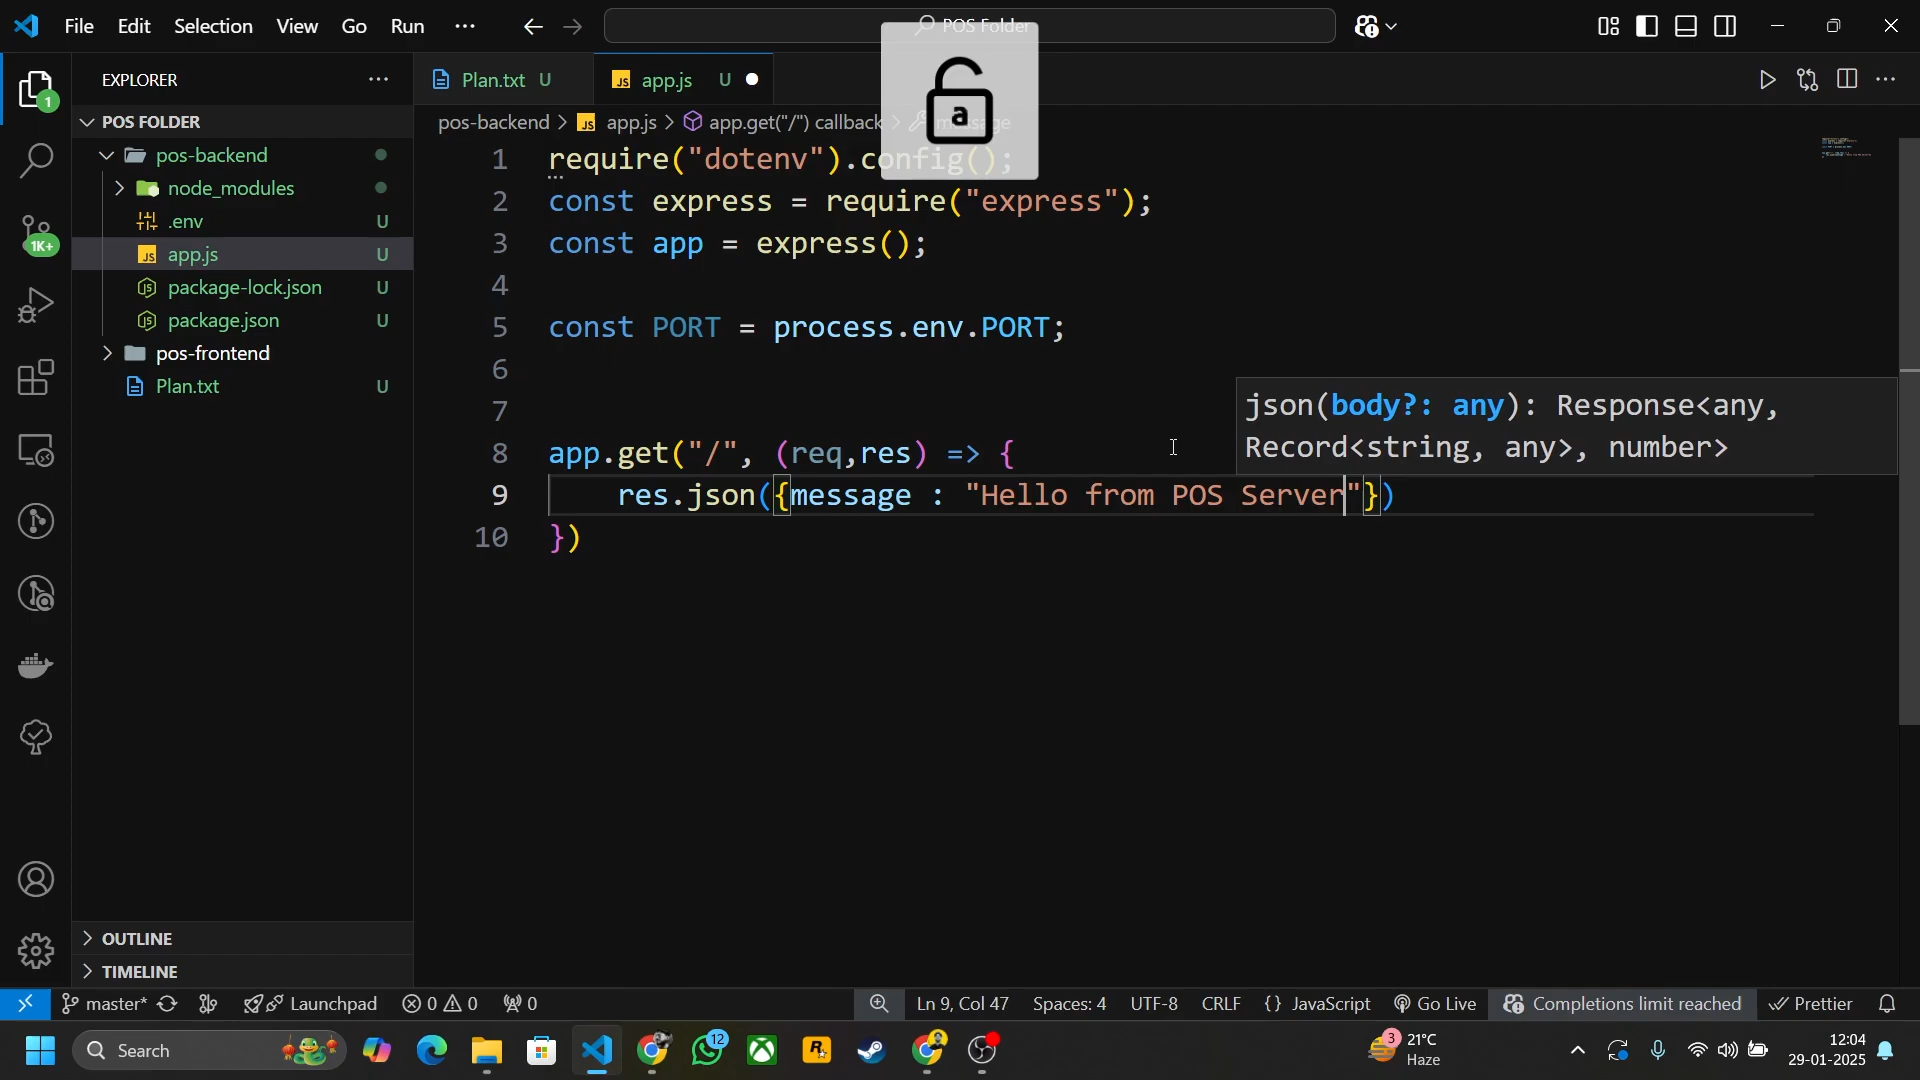 File Edit Selection View Go Run
POS Folder
EXPLORER
Plan.txt U
app.js U
POS FOLDER
pos-backend > app.js > app.get("/") callback > message
pos-backend
node_modules
.env U
app.js U
package-lock.json U
package.json U
pos-frontend
Plan.txt U
1
1K+
a
1 require("dotenv").config();
2 const express = require("express");
3 const app = express();
4
5 const PORT = process.env.PORT;
6
7
8 app.get("/", (req,res) => {
9 res.json({message : "Hello from POS Server"})
10 })
json(body?: any): Response<any,
Record<string, any>, number>
OUTLINE
TIMELINE
master* Launchpad 0 0 0 Ln 9, Col 47 Spaces: 4 UTF-8 CRLF {} JavaScript Go Live Completions limit reached Prettier
Search
12
3
21°C
Haze
12:04
29-01-2025